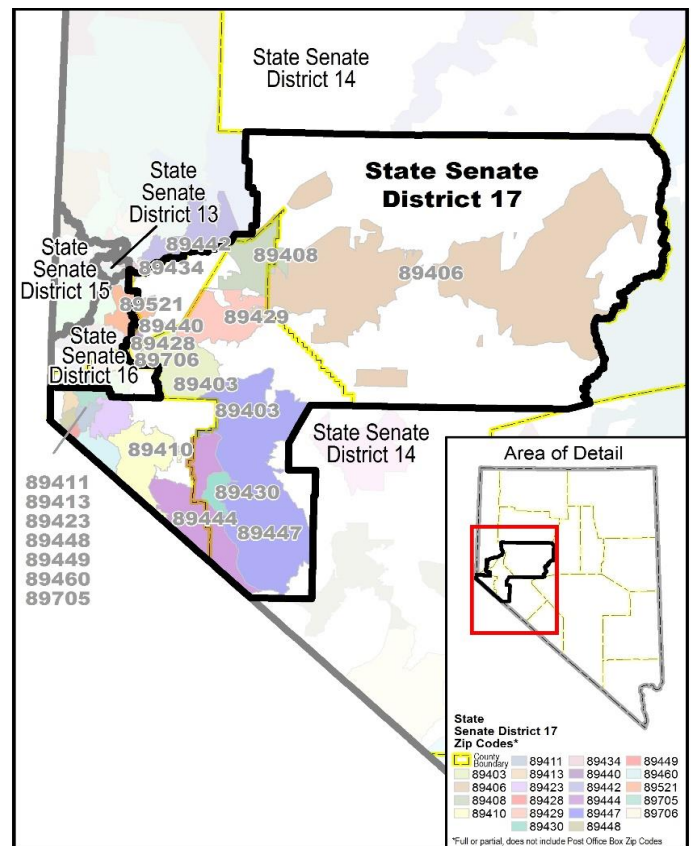 State Senate
District 14
State Senate
District 17
State
Senate
District 13
State
Senate
District 15
State
Senate
District 16
89442
89434
89408
89406
89521
89440
89429
89428
89706
89403
89403
State Senate
District 14
89410
89430
89444
89447
89411
89413
89423
89448
89449
89460
89705
Area of Detail
State
Senate District 17
Zip Codes*
County
Boundary
89403
89406
89408
89410
89411
89413
89423
89428
89429
89430
89434
89440
89442
89444
89447
89448
89449
89460
89521
89705
89706
*Full or partial, does not include Post Office Box Zip Codes